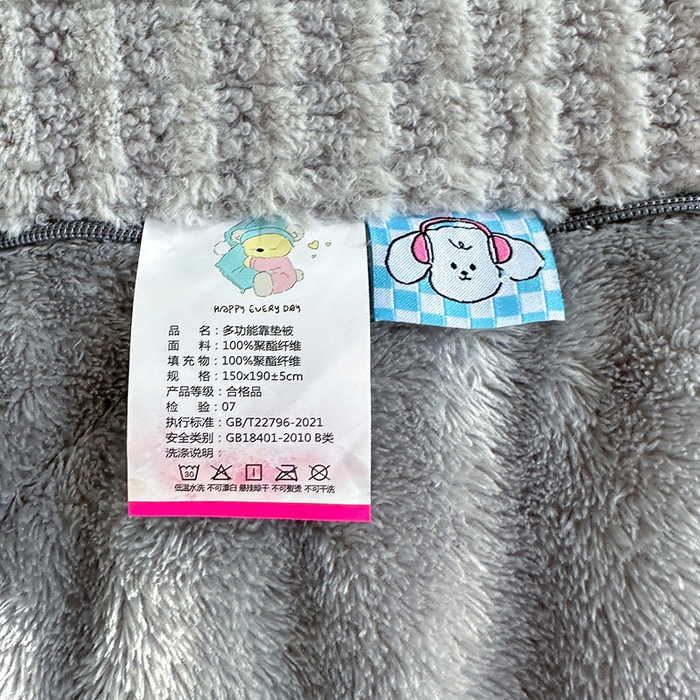 HAPPY EVERY DAY
品 名：多功能靠垫被
面 料：100%聚酯纤维
填 充 物：100%聚酯纤维
规 格：150x190±5cm
产品等级：合格品
检 验：07
执行标准：GB/T22796-2021
安全类别：GB18401-2010 B类
洗涤说明：
30
低温水洗 不可漂白 悬挂晾干 不可熨烫 不可干洗